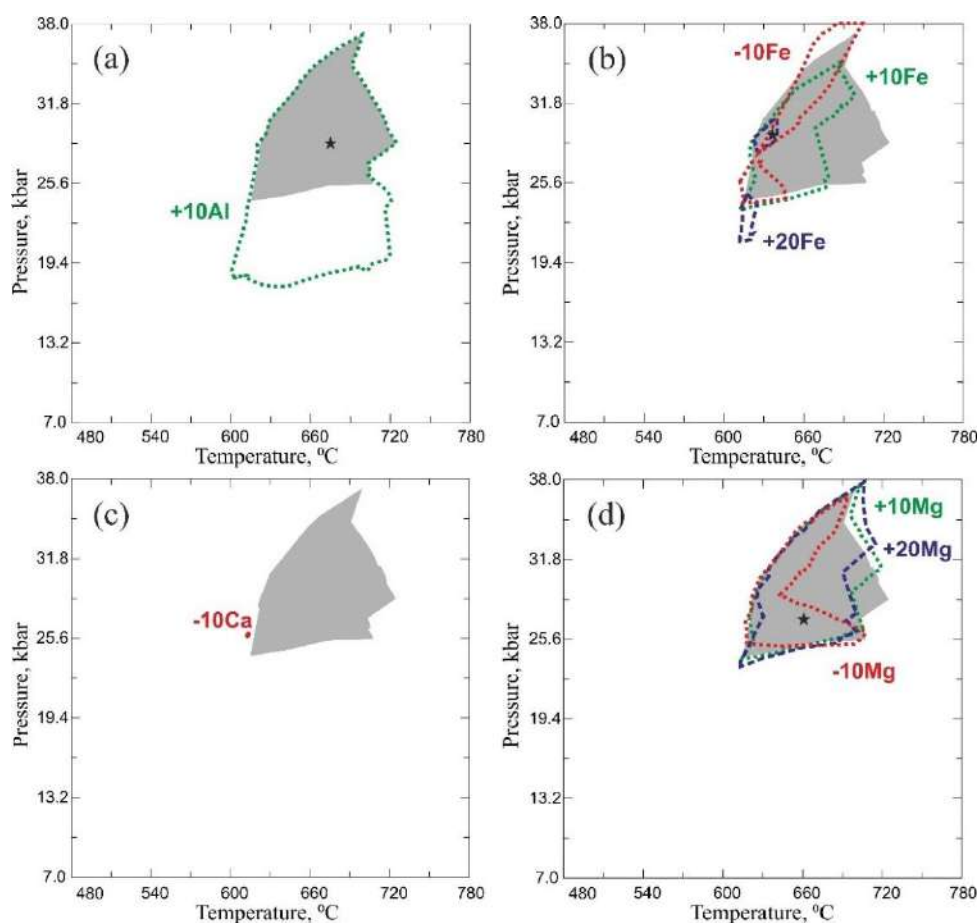 38.0
(a)
31.8
25.6
+10Al
19.4
13.2
7.0
480 540 600 660 720 780
Temperature, ⁰C
Pressure, kbar
38.0
(b)
-10Fe
+10Fe
31.8
25.6
+20Fe
19.4
13.2
7.0
480 540 600 660 720 780
Temperature, ⁰C
Pressure, kbar
38.0
(c)
31.8
-10Ca
25.6
19.4
13.2
7.0
480 540 600 660 720 780
Temperature, ⁰C
Pressure, kbar
38.0
(d)
+10Mg
31.8
+20Mg
25.6
-10Mg
19.4
13.2
7.0
480 540 600 660 720 780
Temperature, ⁰C
Pressure, kbar